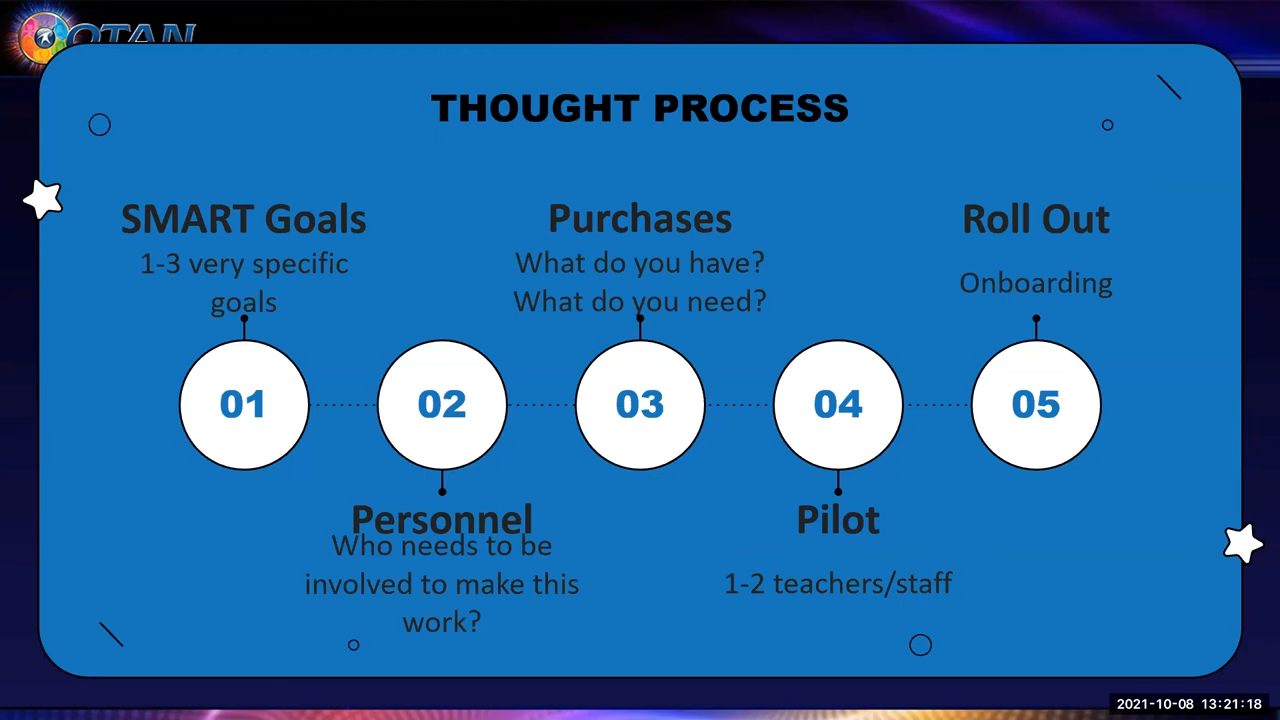 OTAN
THOUGHT PROCESS
SMART Goals
1-3 very specific
goals
Purchases
What do you have?
What do you need?
Roll Out
Onboarding
01
02
03
04
05
Personnel
Who needs to be
involved to make this
work?
Pilot
1-2 teachers/staff
2021-10-08 13:21:18